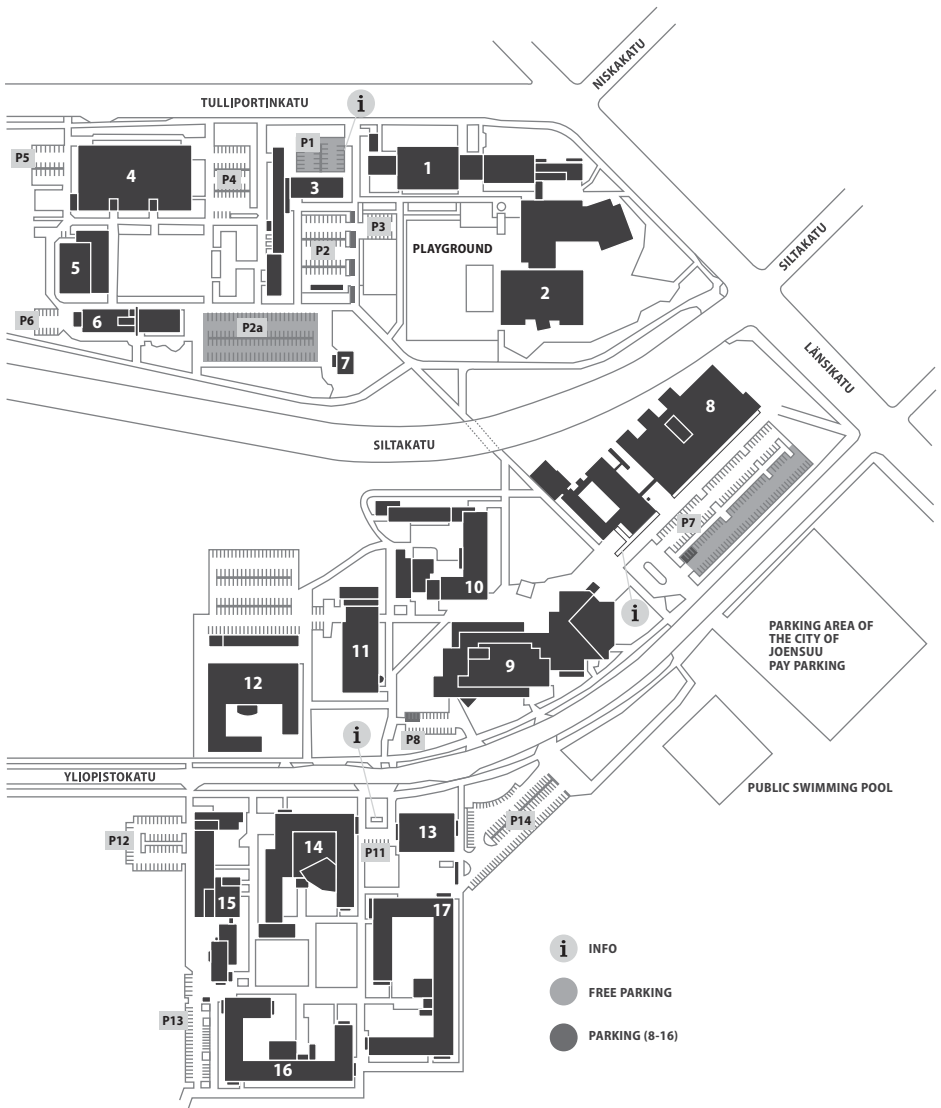 NISKAKATU
TULLIPORTINKATU
i
P1
P5
1
4
P4
3
P3
SILTAKATU
PLAYGROUND
P2
5
2
P6
6
P2a
7
LÄNSIKATU
8
SILTAKATU
P7
10
i
PARKING AREA OF
THE CITY OF
JOENSUU
PAY PARKING
11
9
12
i
P8
YLIOPISTOKATU
PUBLIC SWIMMING POOL
P14
13
P12
14
P11
15
17
i INFO
FREE PARKING
P13
PARKING (8-16)
16